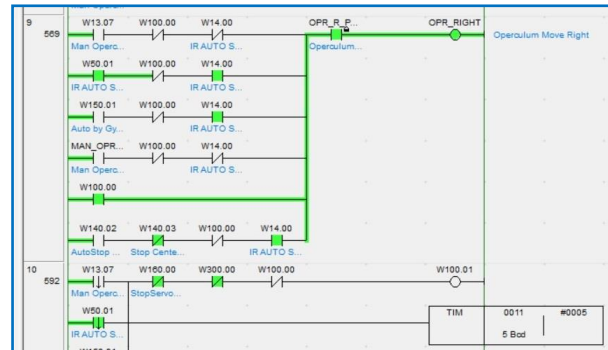 9 W13.07 W100.00 W14.00 OPR_R_P... OPR_RIGHT
569 Man Operc... IR AUTO S... Operculum... Operculum Move Right
W50.01 W100.00 W14.00
IR AUTO S... IR AUTO S...
W150.01 W100.00 W14.00
Auto by Gy... IR AUTO S...
MAN_OPR... W100.00 W14.00
Man Operc... IR AUTO S...
W100.00
W140.02 W140.03 W100.00 W14.00
AutoStop ... Stop Cente... IR AUTO S...
10 W13.07 W160.00 W300.00 W100.00 W100.01
592 Man Operc... StopServo...
W50.01 TIM 0011 #0005
IR AUTO S... 5 Bcd